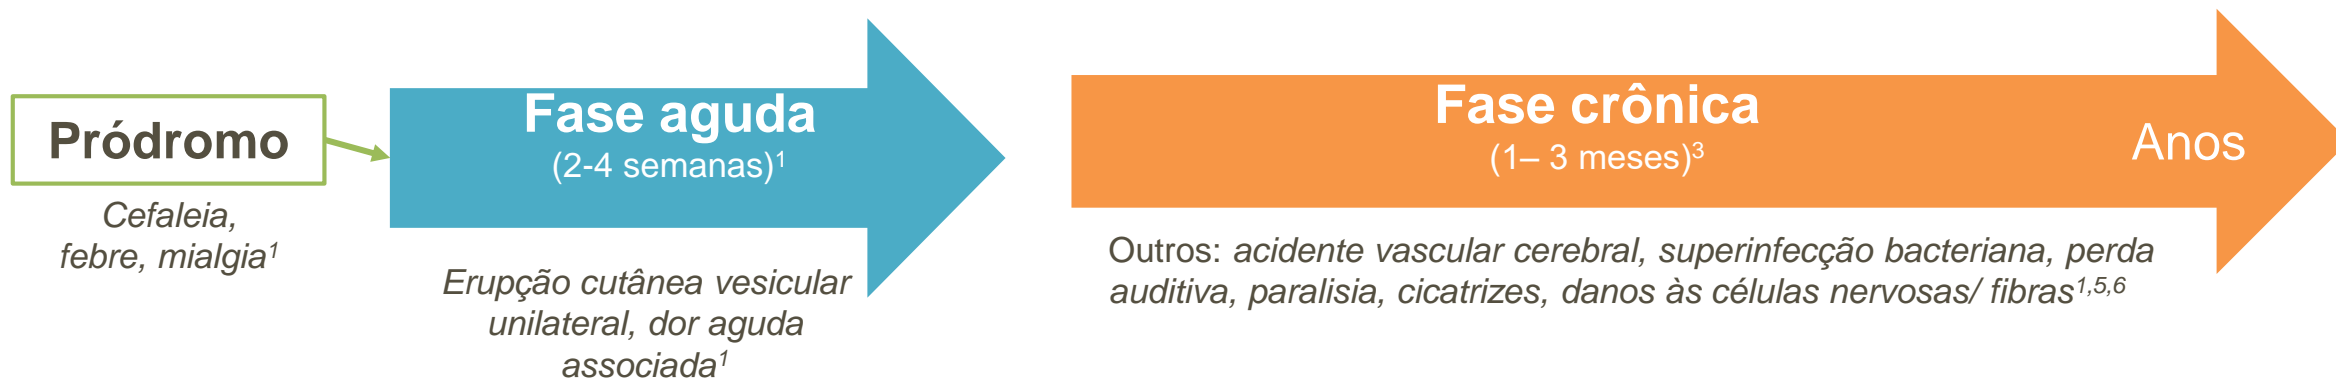 Pródromo
Cefaleia,
febre, mialgia1
Fase aguda
(2-4 semanas)1
Erupção cutânea vesicular
unilateral, dor aguda
associada1
Fase crônica
(1– 3 meses)3
Anos
Outros: acidente vascular cerebral, superinfecção bacteriana, perda
auditiva, paralisia, cicatrizes, danos às células nervosas/ fibras1,5,6